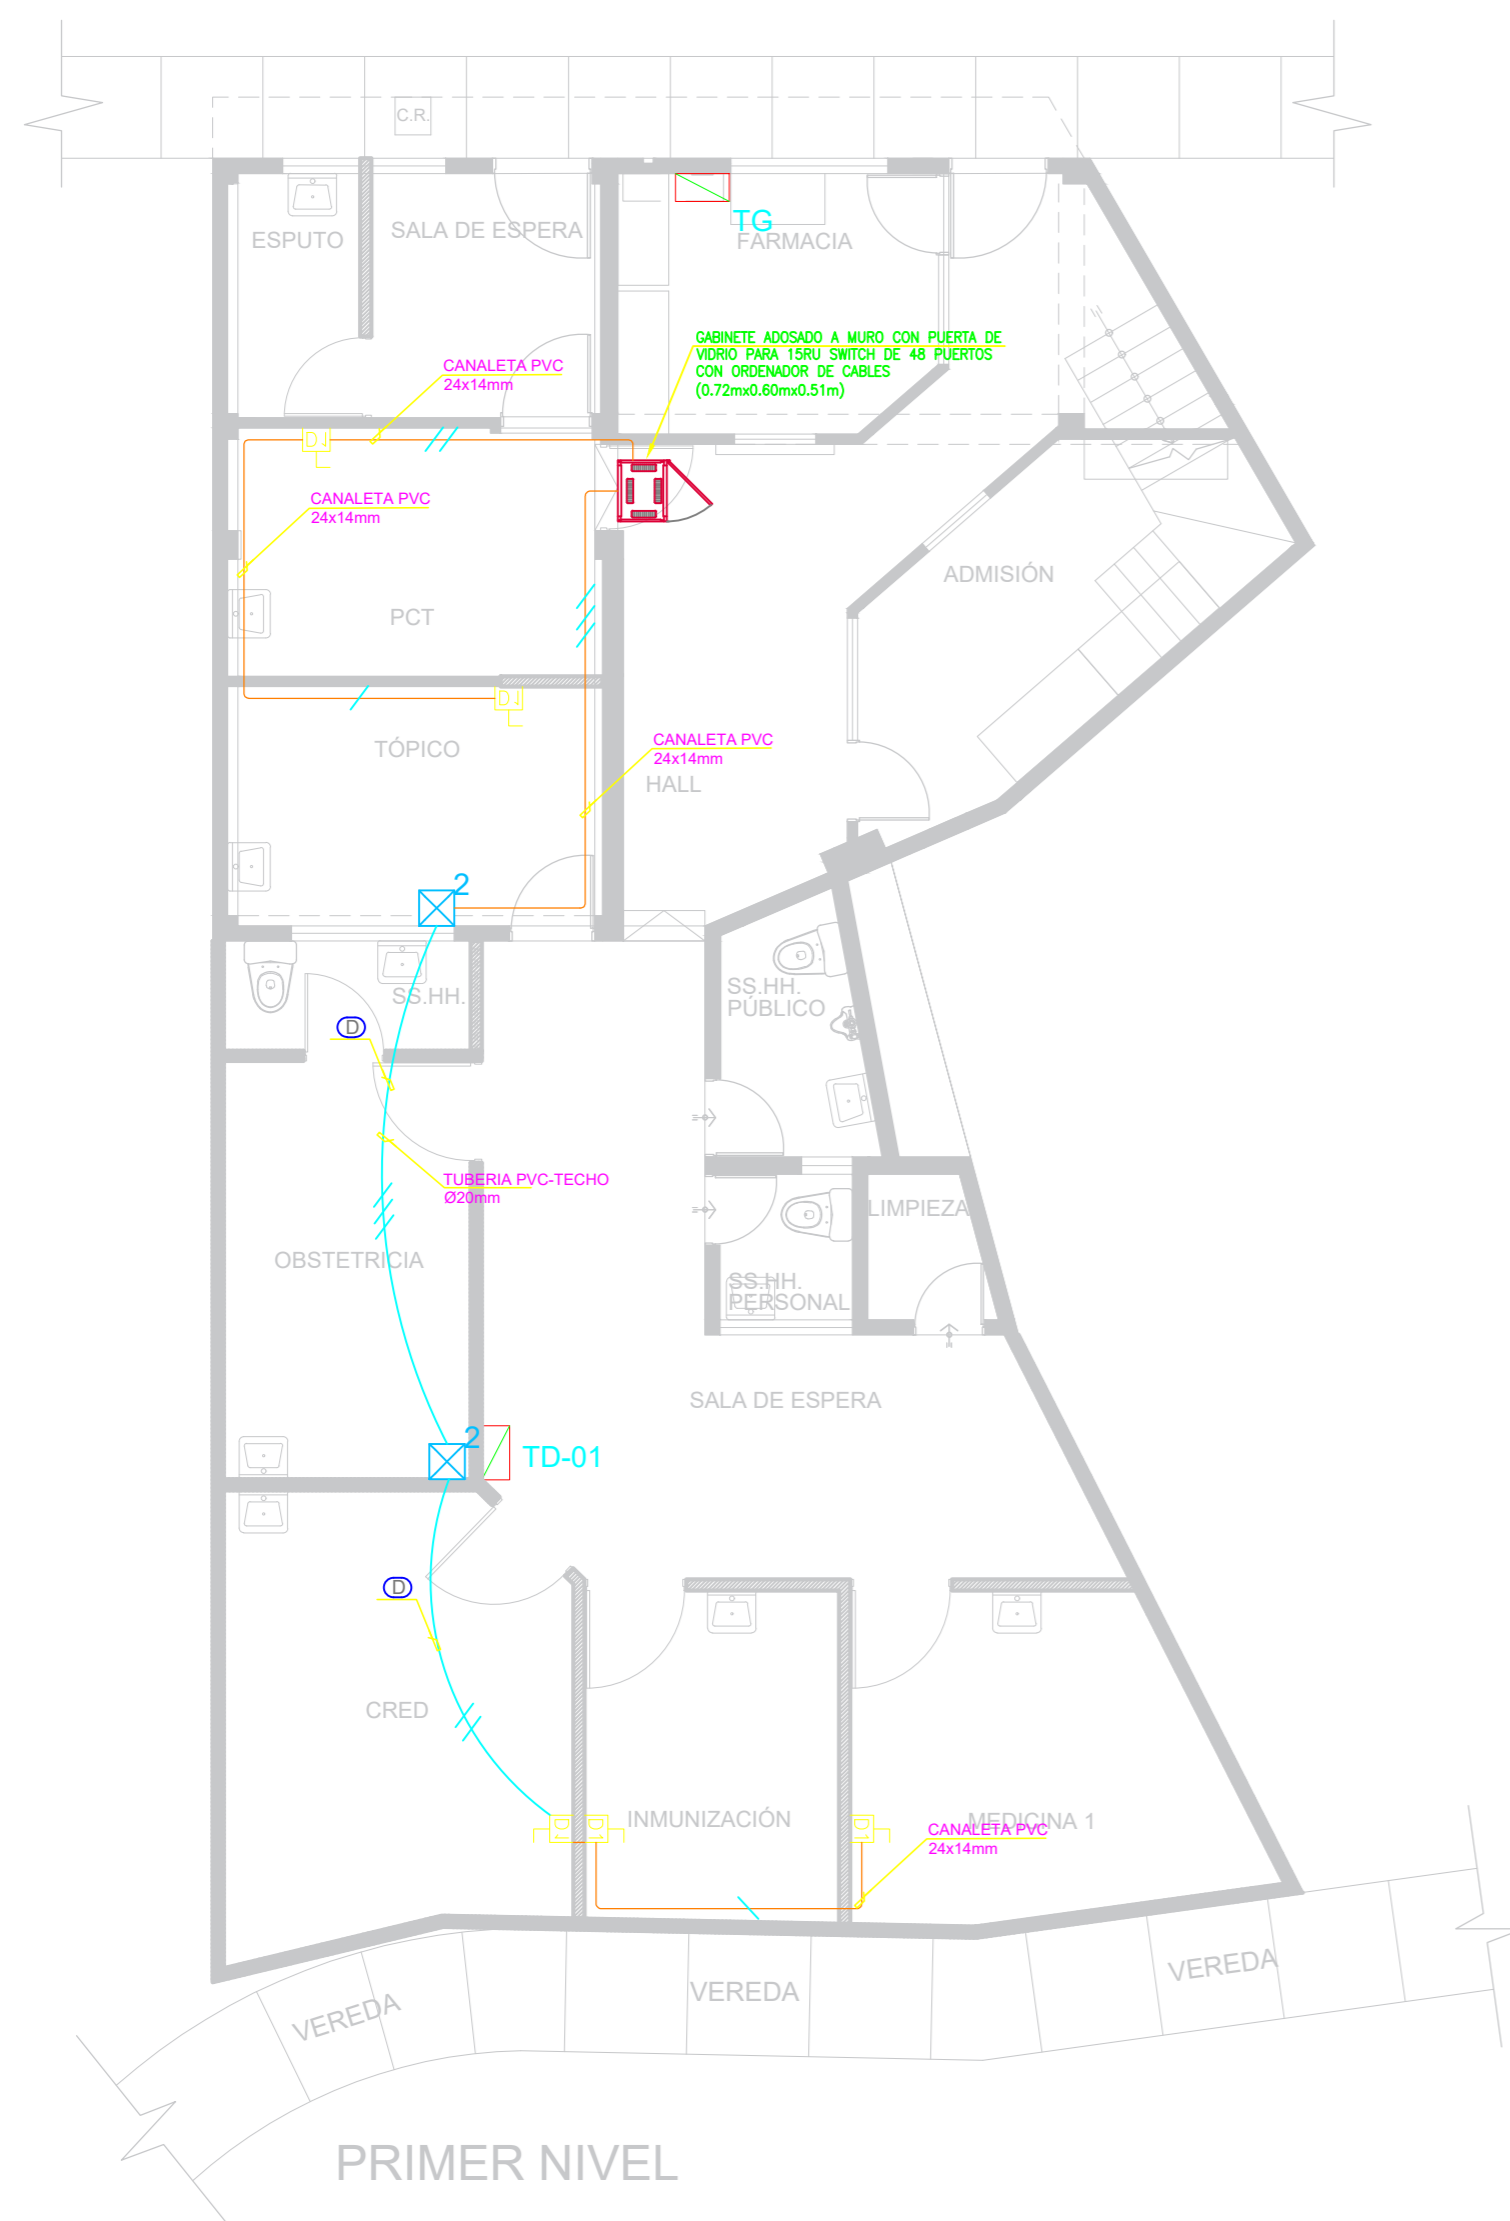 C.R.
ESPUTO
SALA DE ESPERA
TG
FARMACIA
GABINETE ADOSADO A MURO CON PUERTA DE
VIDRIO PARA 15RU SWITCH DE 48 PUERTOS
CON ORDENADOR DE CABLES
(0.72mx0.60mx0.51m)
CANALETA PVC
24x14mm
D
CANALETA PVC
24x14mm
ADMISIÓN
PCT
D
TÓPICO
CANALETA PVC
24x14mm
HALL
2
SS.HH.
SS.HH.
PÚBLICO
D
TUBERIA PVC-TECHO
Ø20mm
LIMPIEZA
OBSTETRICIA
SS.HH.
PERSONAL
SALA DE ESPERA
2
TD-01
D
CRED
D
D
INMUNIZACIÓN
D
MEDICINA 1
CANALETA PVC
24x14mm
VEREDA
VEREDA
VEREDA
PRIMER NIVEL